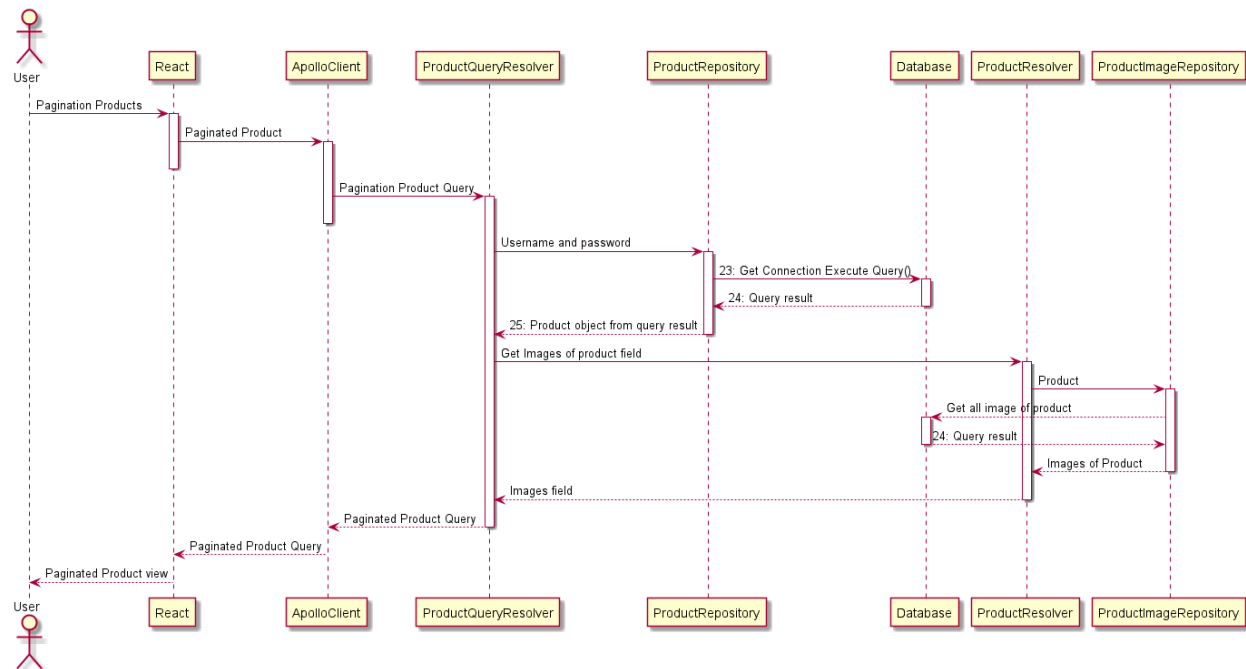 User
React
ApolloClient
ProductQueryResolver
ProductRepository
Database
ProductResolver
ProductImageRepository
Pagination Products
Paginated Product
Pagination Product Query
Username and password
23: Get Connection Execute Query()
24: Query result
25: Product object from query result
Get Images of product field
Product
Get all image of product
24: Query result
Images of Product
Images field
Paginated Product Query
Paginated Product Query
Paginated Product view
User
React
ApolloClient
ProductQueryResolver
ProductRepository
Database
ProductResolver
ProductImageRepository